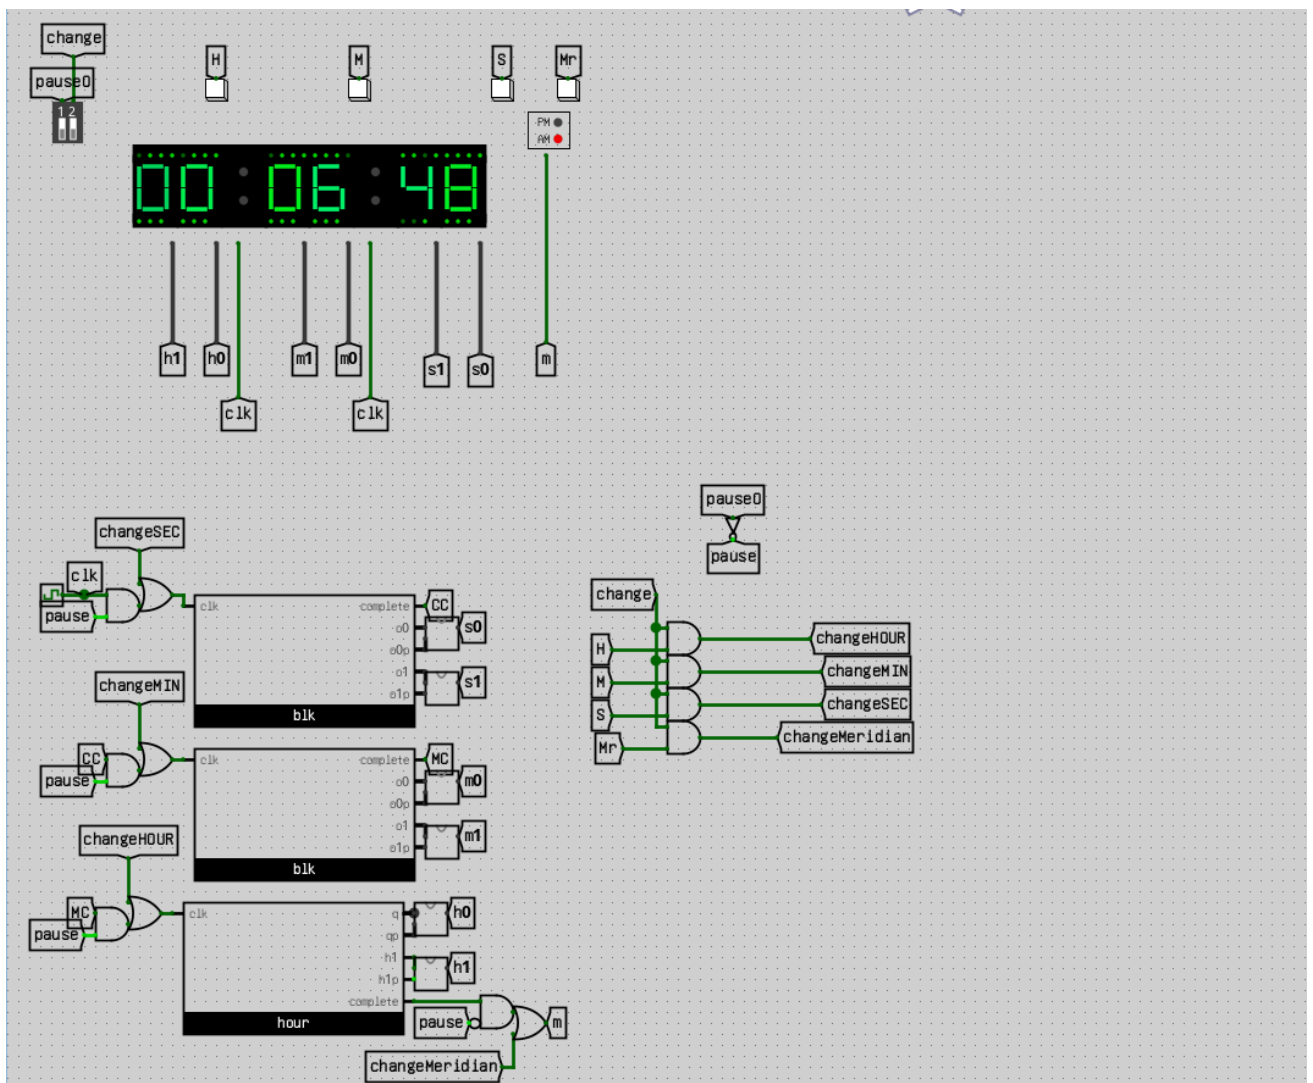 change
pause0
H
M
S
Mr
1 2
PM
AM
00 : 06 : 48
h1
h0
m1
m0
s1
s0
m
clk
clk
pause0
pause
changeSEC
clk
pause
clk
complete
CC
o0
s0
o0p
o1
s1
o1p
blk
change
H
M
S
Mr
changeHOUR
changeMIN
changeSEC
changeMeridian
changeMIN
CC
pause
clk
complete
MC
o0
m0
o0p
o1
m1
o1p
blk
changeHOUR
MC
pause
clk
q
h0
qp
h1
h1
h1p
complete
hour
pause
m
changeMeridian